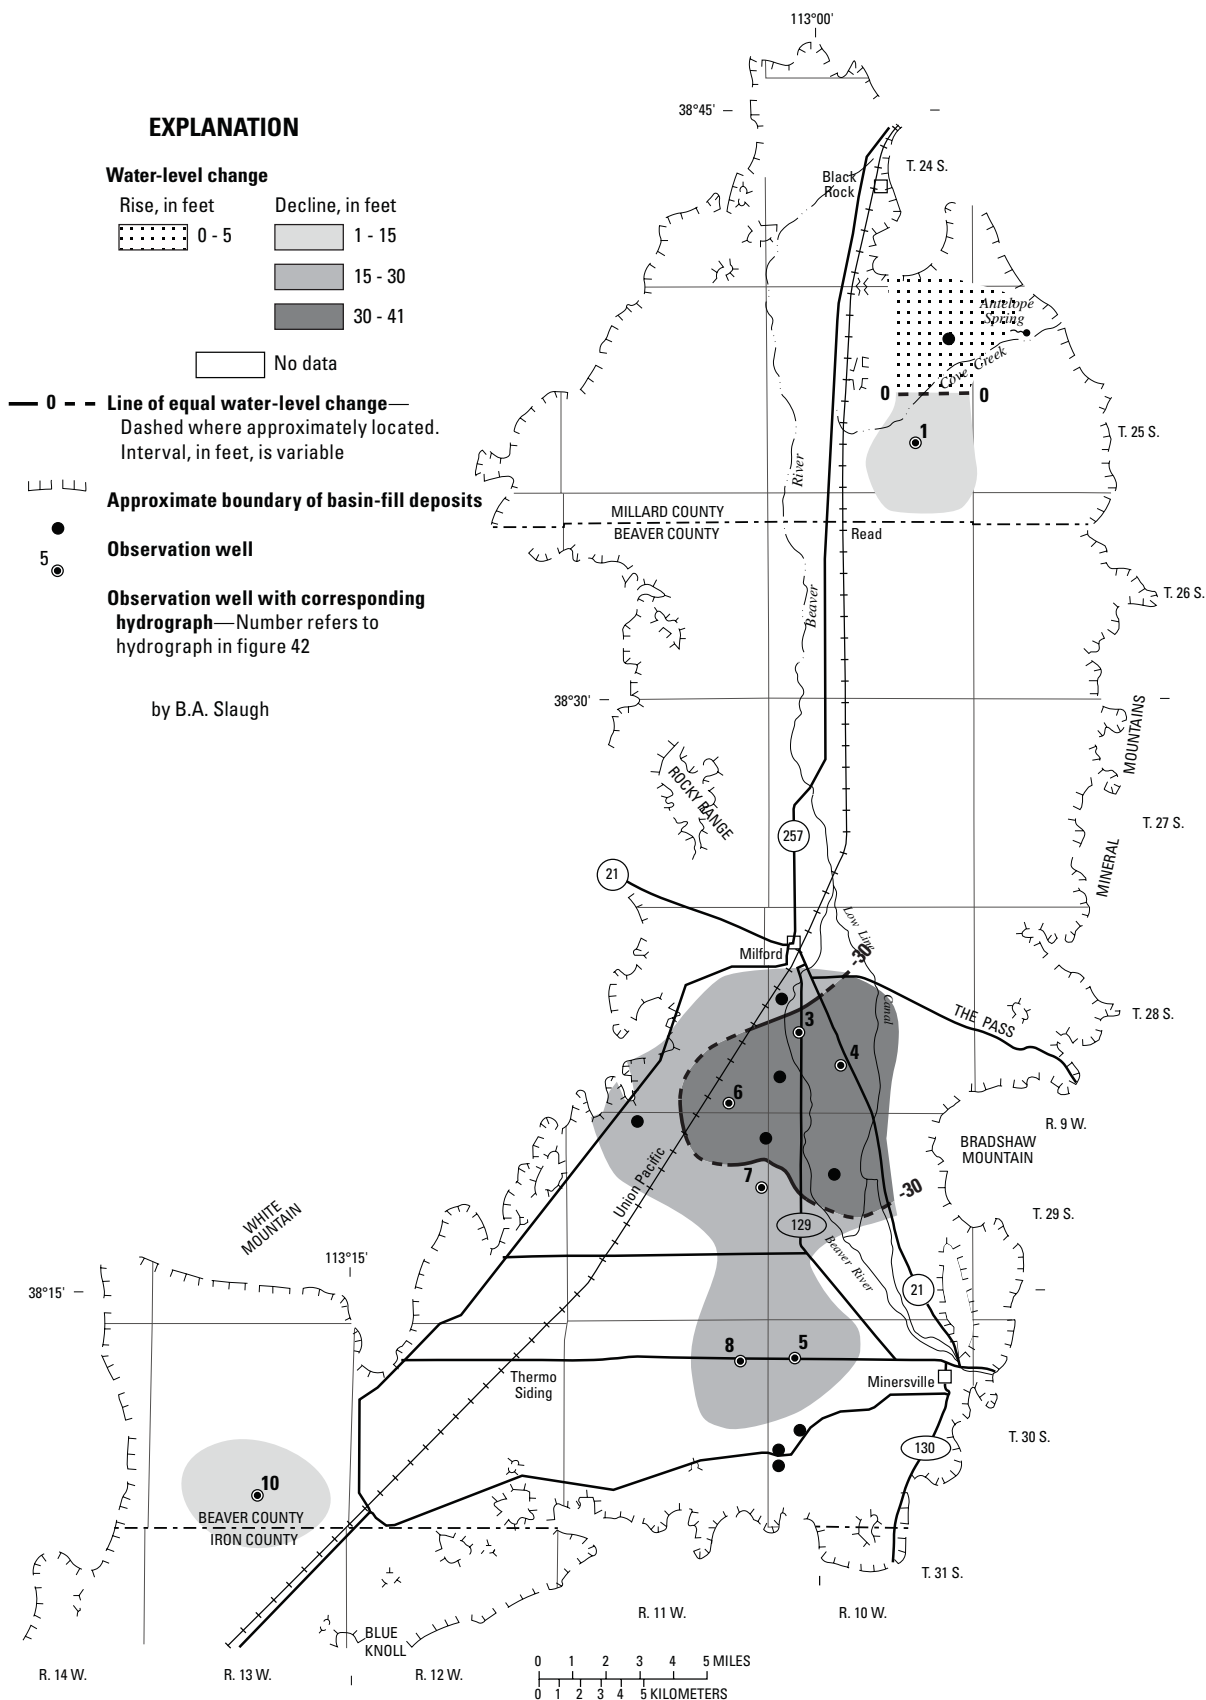 113°00'
38°45'
EXPLANATION
Water-level change
Rise, in feet
Decline, in feet
0 - 5
1 - 15
15 - 30
30 - 41
No data
0
Line of equal water-level change—
Dashed where approximately located.
Interval, in feet, is variable
Approximate boundary of basin-fill deposits
Observation well
5
Observation well with corresponding
hydrograph—Number refers to
hydrograph in figure 42
by B.A. Slaugh
Black
Rock
T. 24 S.
Antelope
Spring
Cove Greek
0
0
1
T. 25 S.
River
MILLARD COUNTY
BEAVER COUNTY
Read
Beaver
T. 26 S.
38°30'
MOUNTAINS
ROCKY RANGE
257
T. 27 S.
MINERAL
21
Low Line
Milford
-30
Canal
THE PASS
T. 28 S.
3
4
6
R. 9 W.
BRADSHAW
MOUNTAIN
Union Pacific
7
-30
WHITE
MOUNTAIN
129
T. 29 S.
Beaver River
113°15'
38°15'
21
8
5
Thermo
Siding
Minersville
T. 30 S.
130
10
BEAVER COUNTY
IRON COUNTY
T. 31 S.
R. 11 W.
R. 10 W.
BLUE
KNOLL
R. 14 W.
R. 13 W.
R. 12 W.
0 1 2 3 4 5 MILES
0 1 2 3 4 5 KILOMETERS